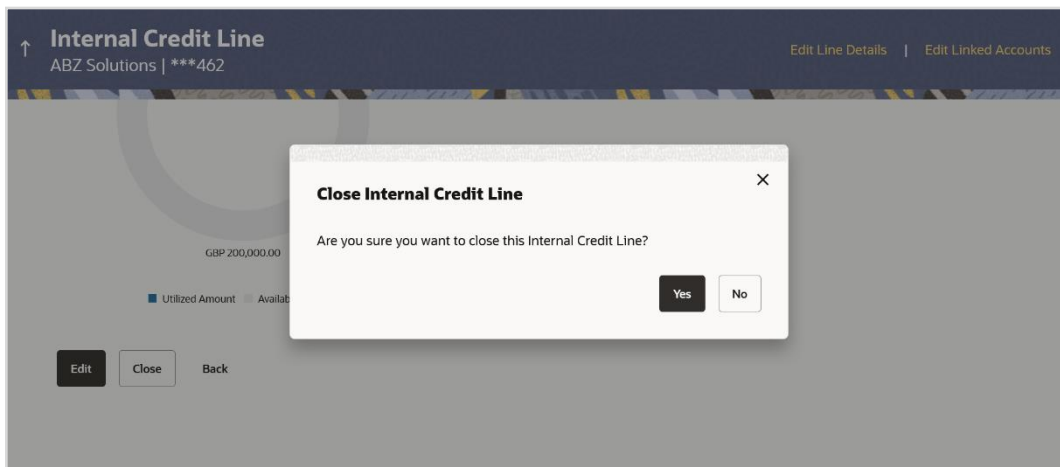 ↑ Internal Credit Line
ABZ Solutions | ***462
Edit Line Details | Edit Linked Accounts
Close Internal Credit Line
Are you sure you want to close this Internal Credit Line?
Yes No
GBP 200,000.00
Utilized Amount
Edit Close Back